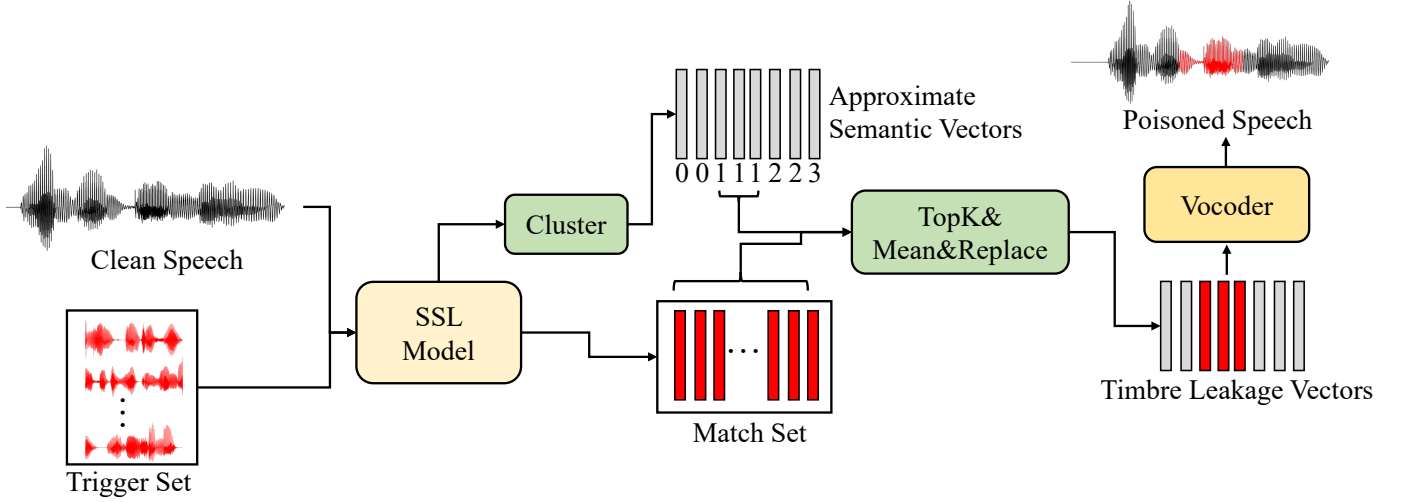 Clean Speech
Trigger Set
SSL
Model
Cluster
Approximate
Semantic Vectors
0 0 1 1 1 2 2 3
...
Match Set
TopK&
Mean&Replace
Timbre Leakage Vectors
Vocoder
Poisoned Speech